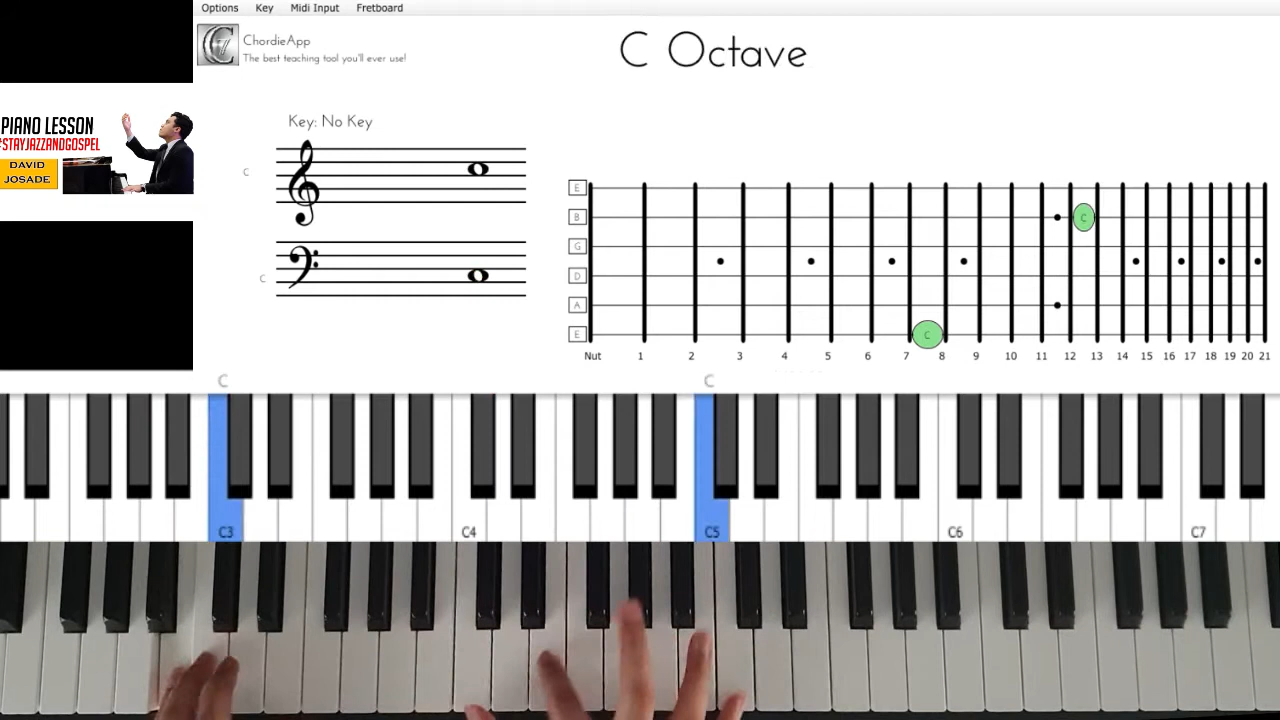 Options Key Midi Input Fretboard
ChordieApp
The best teaching tool you'll ever use!
C Octave
PIANO LESSON
#STAYJAZZANDGOSPEL
DAVID
JOSADE
Key: No Key
C
C
E
B
G
D
A
E
C
C
Nut 1 2 3 4 5 6 7 8 9 10 11 12 13 14 15 16 17 18 19 20 21
C C
C3 C4 C5 C6 C7